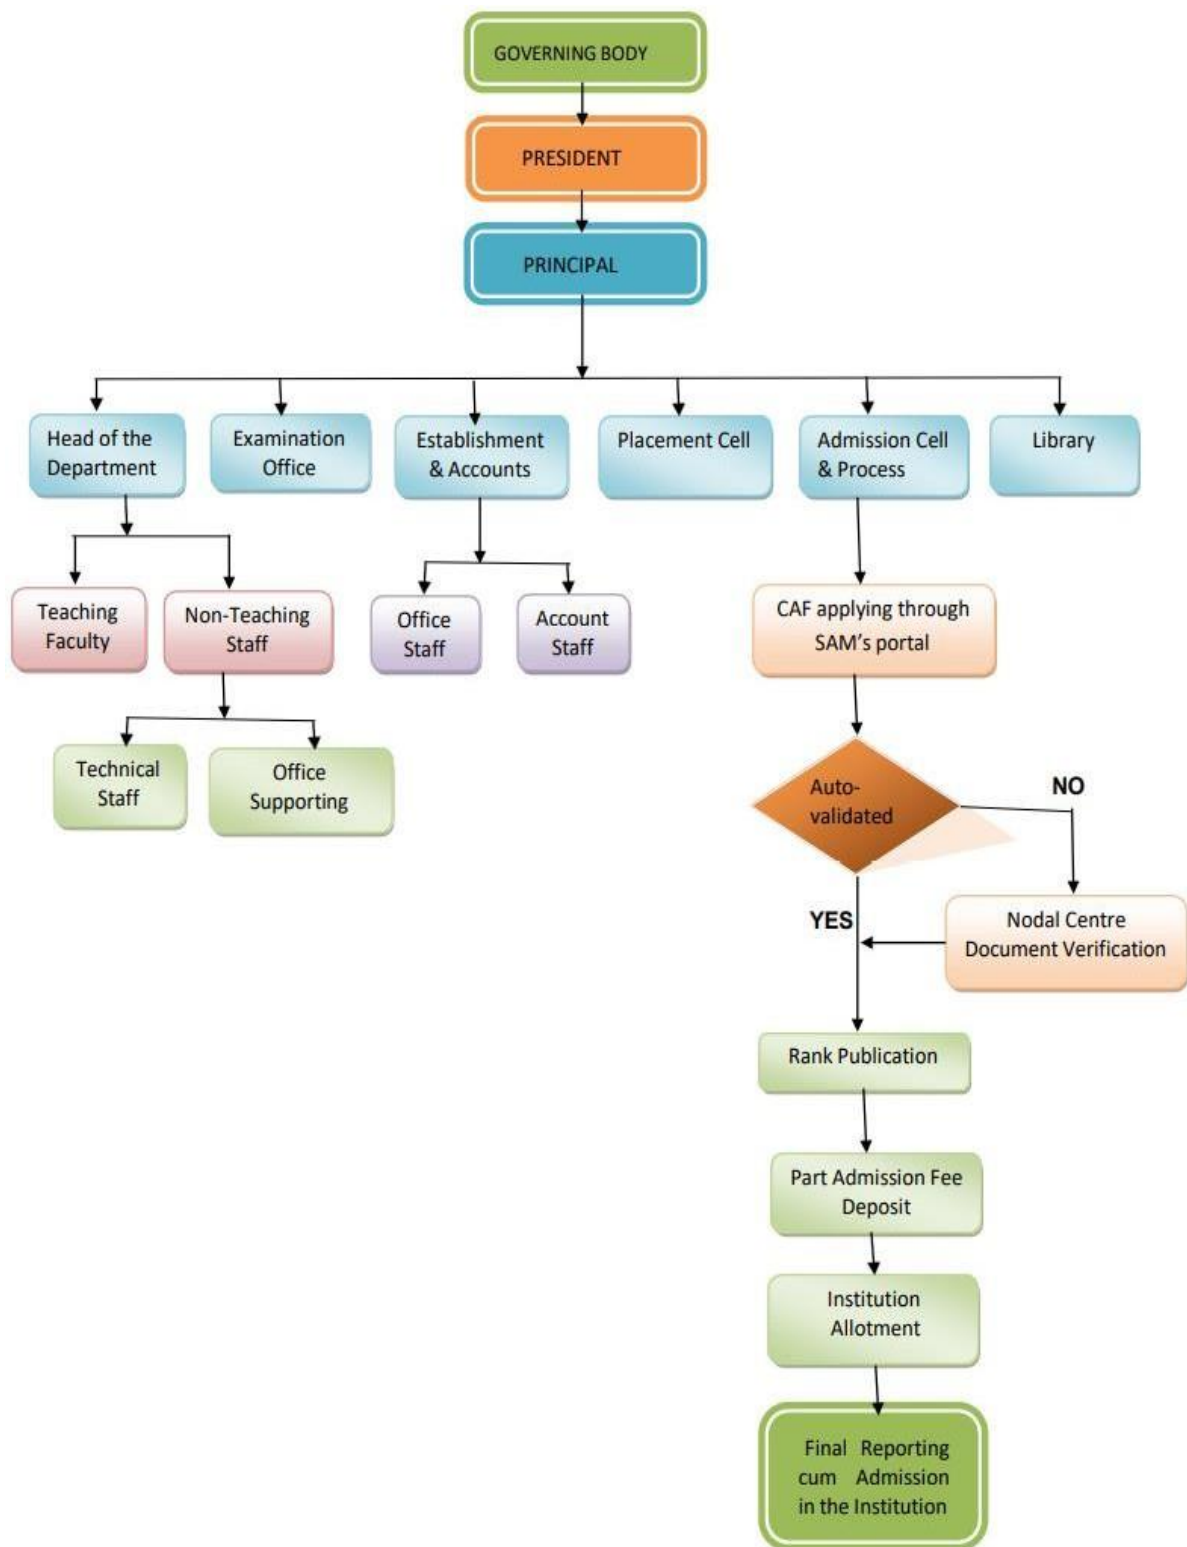 GOVERNING BODY
PRESIDENT
PRINCIPAL
Head of the
Department
Examination
Office
Establishment
& Accounts
Placement Cell
Admission Cell
& Process
Library
Teaching
Faculty
Non-Teaching
Staff
Office
Staff
Account
Staff
CAF applying through
SAM’s portal
Technical
Staff
Office
Supporting
Auto-
validated
NO
YES
Nodal Centre
Document Verification
Rank Publication
Part Admission Fee
Deposit
Institution
Allotment
Final Reporting
cum Admission
in the Institution